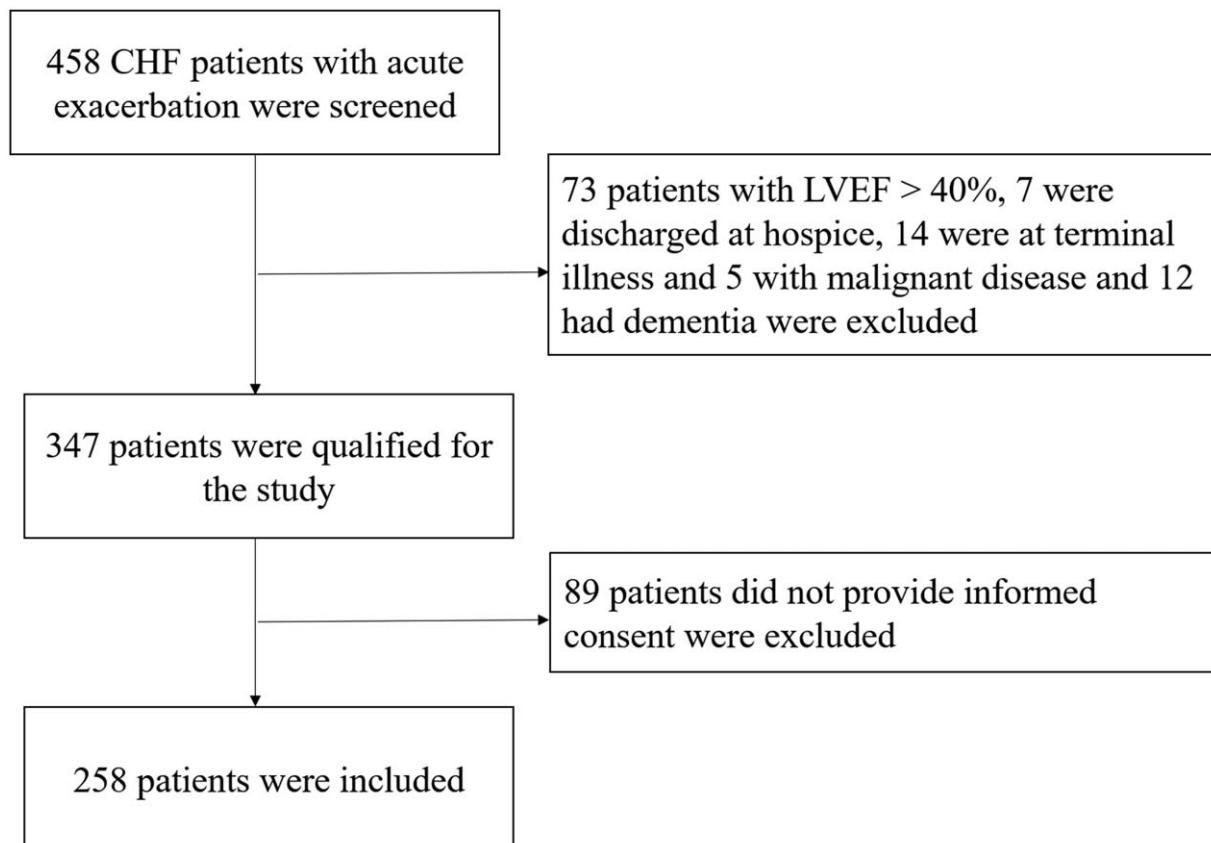 458 CHF patients with acute
exacerbation were screened
73 patients with LVEF > 40%, 7 were
discharged at hospice, 14 were at terminal
illness and 5 with malignant disease and 12
had dementia were excluded
347 patients were qualified for
the study
89 patients did not provide informed
consent were excluded
258 patients were included